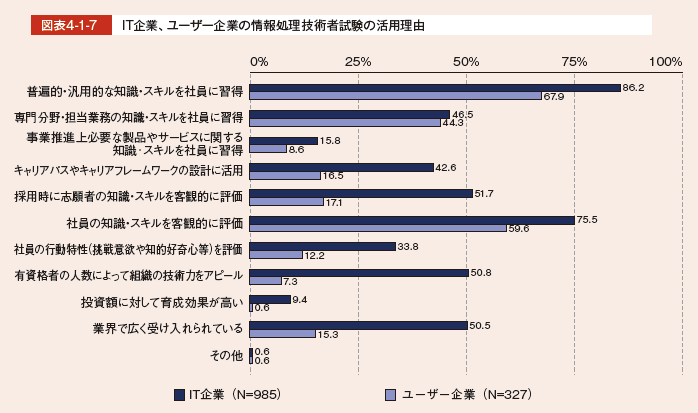 図表4-1-7 IT企業、ユーザー企業の情報処理技術者試験の活用理由
0% 25% 50% 75% 100%
普遍的・汎用的な知識・スキルを社員に習得 86.2
67.9
専門分野・担当業務の知識・スキルを社員に習得 46.5
44.3
事業推進上必要な製品やサービスに関する
知識・スキルを社員に習得 15.8
8.6
キャリアパスやキャリアフレームワークの設計に活用 42.6
16.5
採用時に志願者の知識・スキルを客観的に評価 51.7
17.1
社員の知識・スキルを客観的に評価 75.5
59.6
社員の行動特性(挑戦意欲や知的好奇心等)を評価 33.8
12.2
有資格者の人数によって組織の技術力をアピール 50.8
7.3
投資額に対して育成効果が高い 9.4
0.6
業界で広く受け入れられている 50.5
15.3
その他 0.6
0.6
IT企業（N=985） ユーザー企業（N=327）